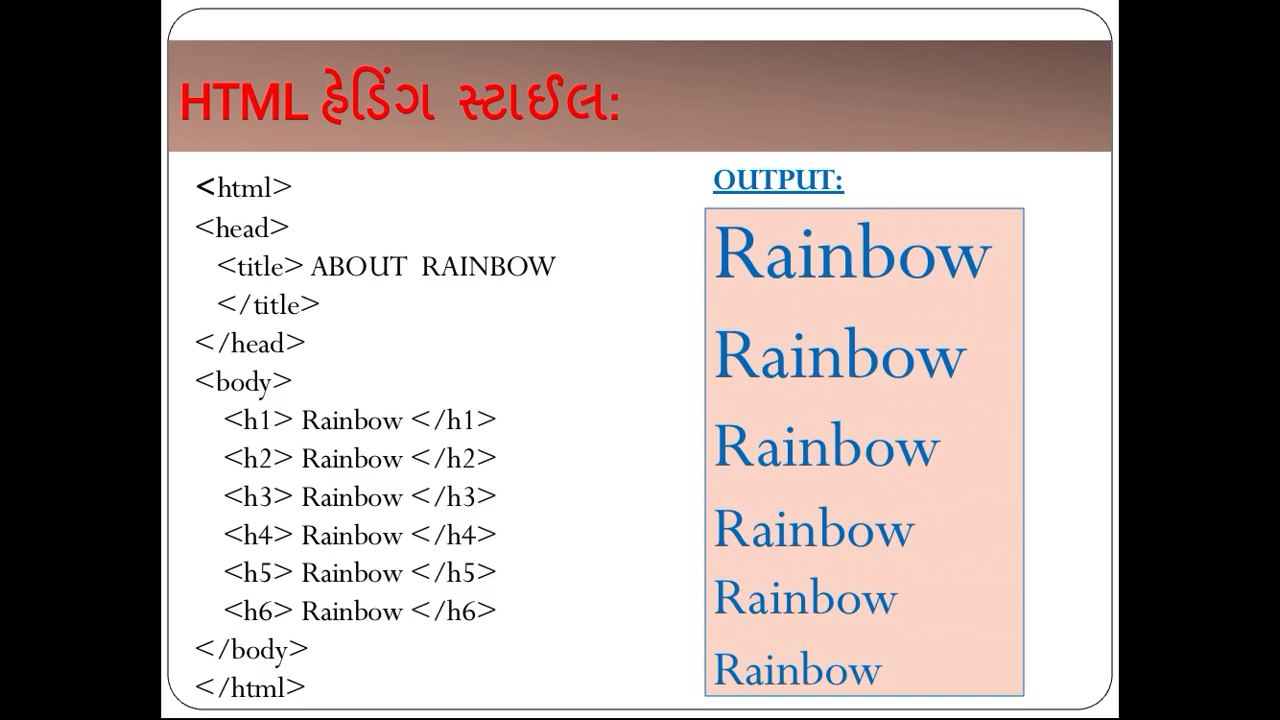 HTML હેડિંગ સ્ટાઈલ:
<html>
<head>
<title> ABOUT RAINBOW
</title>
</head>
<body>
<h1> Rainbow </h1>
<h2> Rainbow </h2>
<h3> Rainbow </h3>
<h4> Rainbow </h4>
<h5> Rainbow </h5>
<h6> Rainbow </h6>
</body>
</html>
OUTPUT:
Rainbow
Rainbow
Rainbow
Rainbow
Rainbow
Rainbow